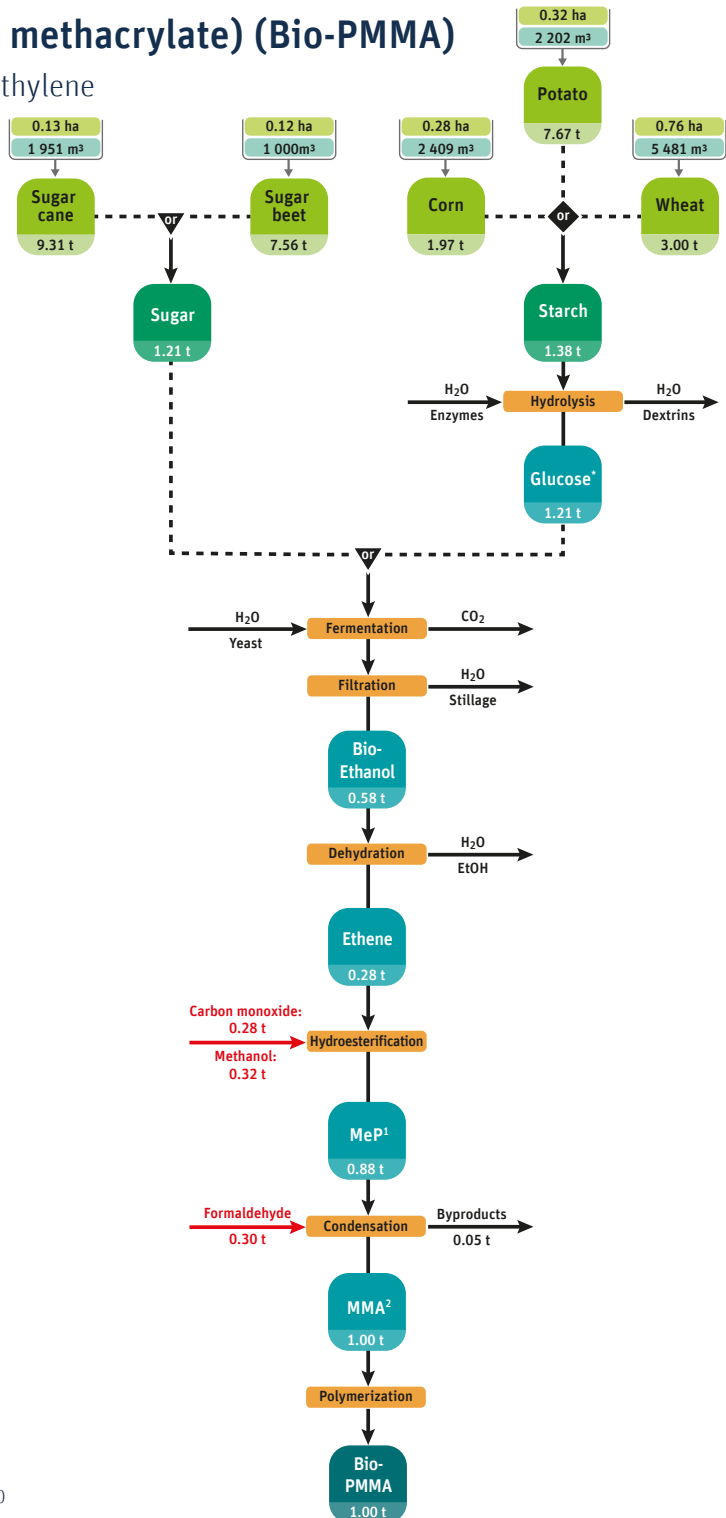 methacrylate) (Bio-PMMA)
thylene
0.32 ha
2 202 m³
Potato
7.67 t
0.13 ha
1 951 m³
Sugar
cane
9.31 t
or
0.12 ha
1 000m³
Sugar
beet
7.56 t
0.28 ha
2 409 m³
Corn
1.97 t
or
0.76 ha
5 481 m³
Wheat
3.00 t
Sugar
1.21 t
Starch
1.38 t
H₂O
Enzymes
Hydrolysis
H₂O
Dextrins
Glucose*
1.21 t
or
H₂O
Yeast
Fermentation
CO₂
Filtration
H₂O
Stillage
Bio-
Ethanol
0.58 t
Dehydration
H₂O
EtOH
Ethene
0.28 t
Carbon monoxide:
0.28 t
Methanol:
0.32 t
Hydroesterification
MeP¹
0.88 t
Formaldehyde
0.30 t
Condensation
Byproducts
0.05 t
MMA²
1.00 t
Polymerization
Bio-
PMMA
1.00 t